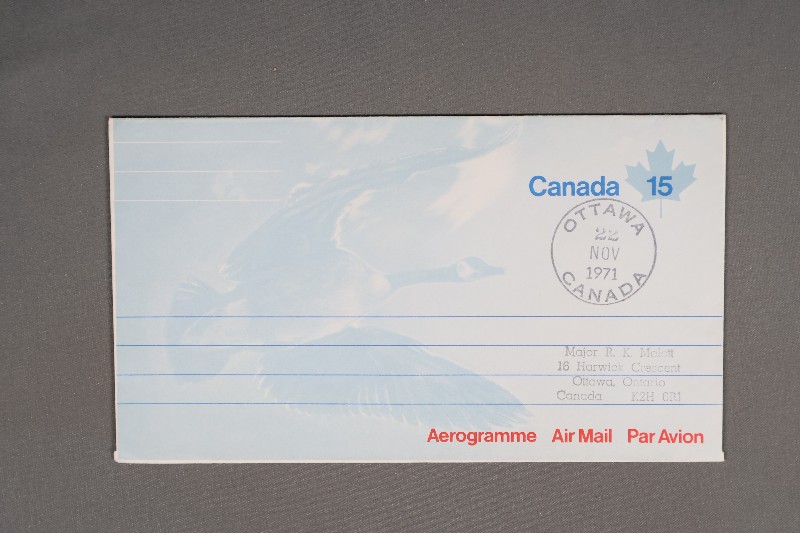 Canada 15
OTTAWA
22
NOV
1971
CANADA
Major R. K. Malott
16 Harwick Crescent
Ottawa, Ontario
Canada K2H 6R1
Aerogramme Air Mail Par Avion